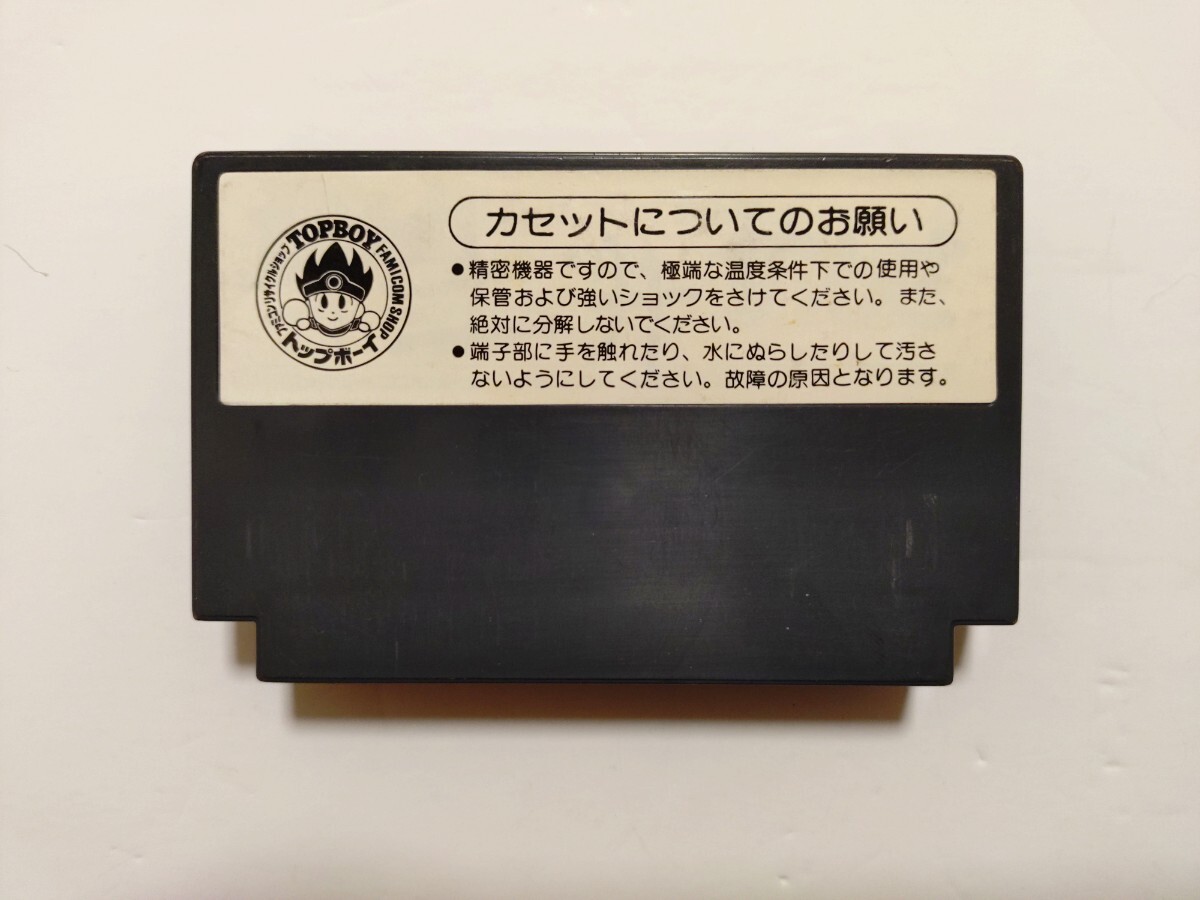 TOPBOY FAMICOM SHOP
ファミコンリサイクルショップ
トップボーイ
カセットについてのお願い
●精密機器ですので、極端な温度条件下での使用や
保管および強いショックをさけてください。また、
絶対に分解しないでください。
●端子部に手を触れたり、水にぬらしたりして汚さ
ないようにしてください。故障の原因となります。